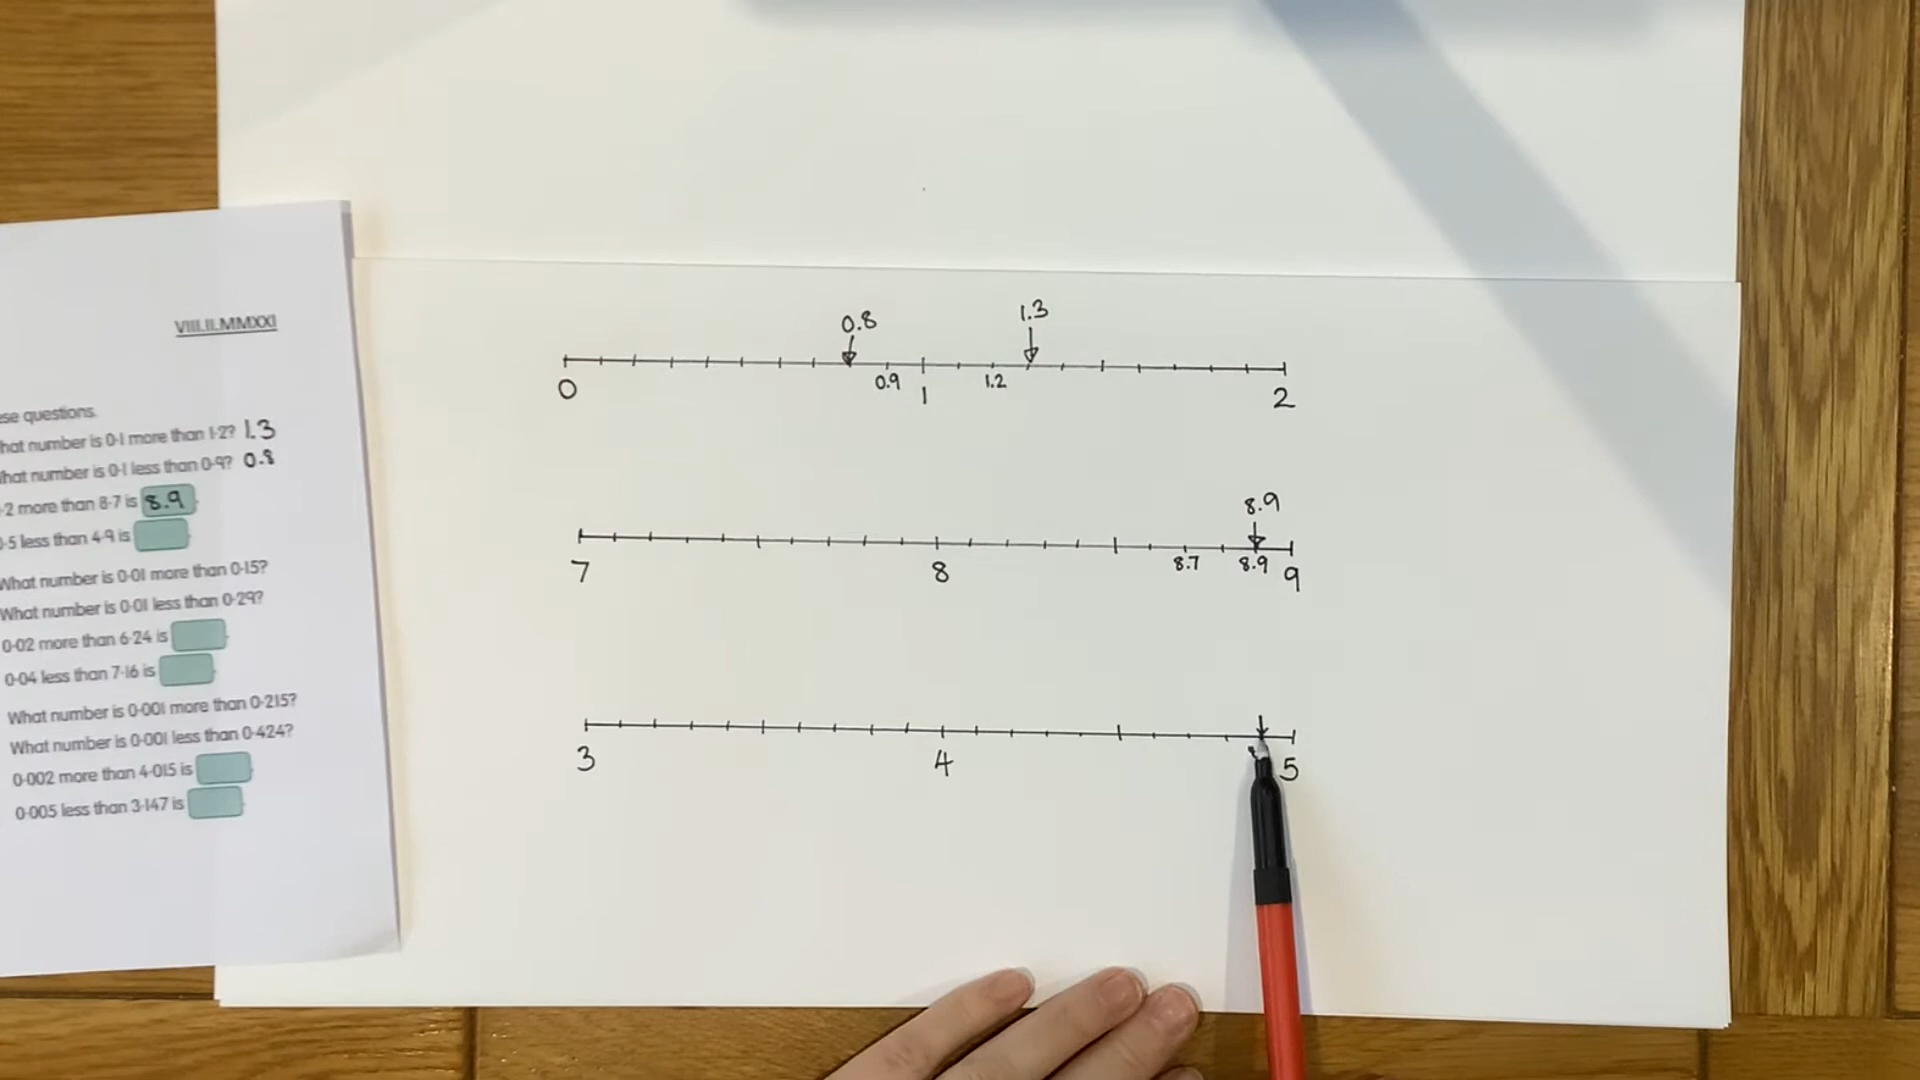 VIII.II.MMXXI
ese questions.
hat number is 0·1 more than 1·2? 1.3
hat number is 0·1 less than 0·9? 0.8
·2 more than 8·7 is 8.9.
·5 less than 4·9 is
What number is 0·01 more than 0·15?
What number is 0·01 less than 0·29?
0·02 more than 6·24 is .
0·04 less than 7·16 is .
What number is 0·001 more than 0·215?
What number is 0·001 less than 0·424?
0·002 more than 4·015 is .
0·005 less than 3·147 is .
0.8 1.3
0 0.9 1 1.2 2
8.9
7 8 8.7 8.9 9
3 4 5